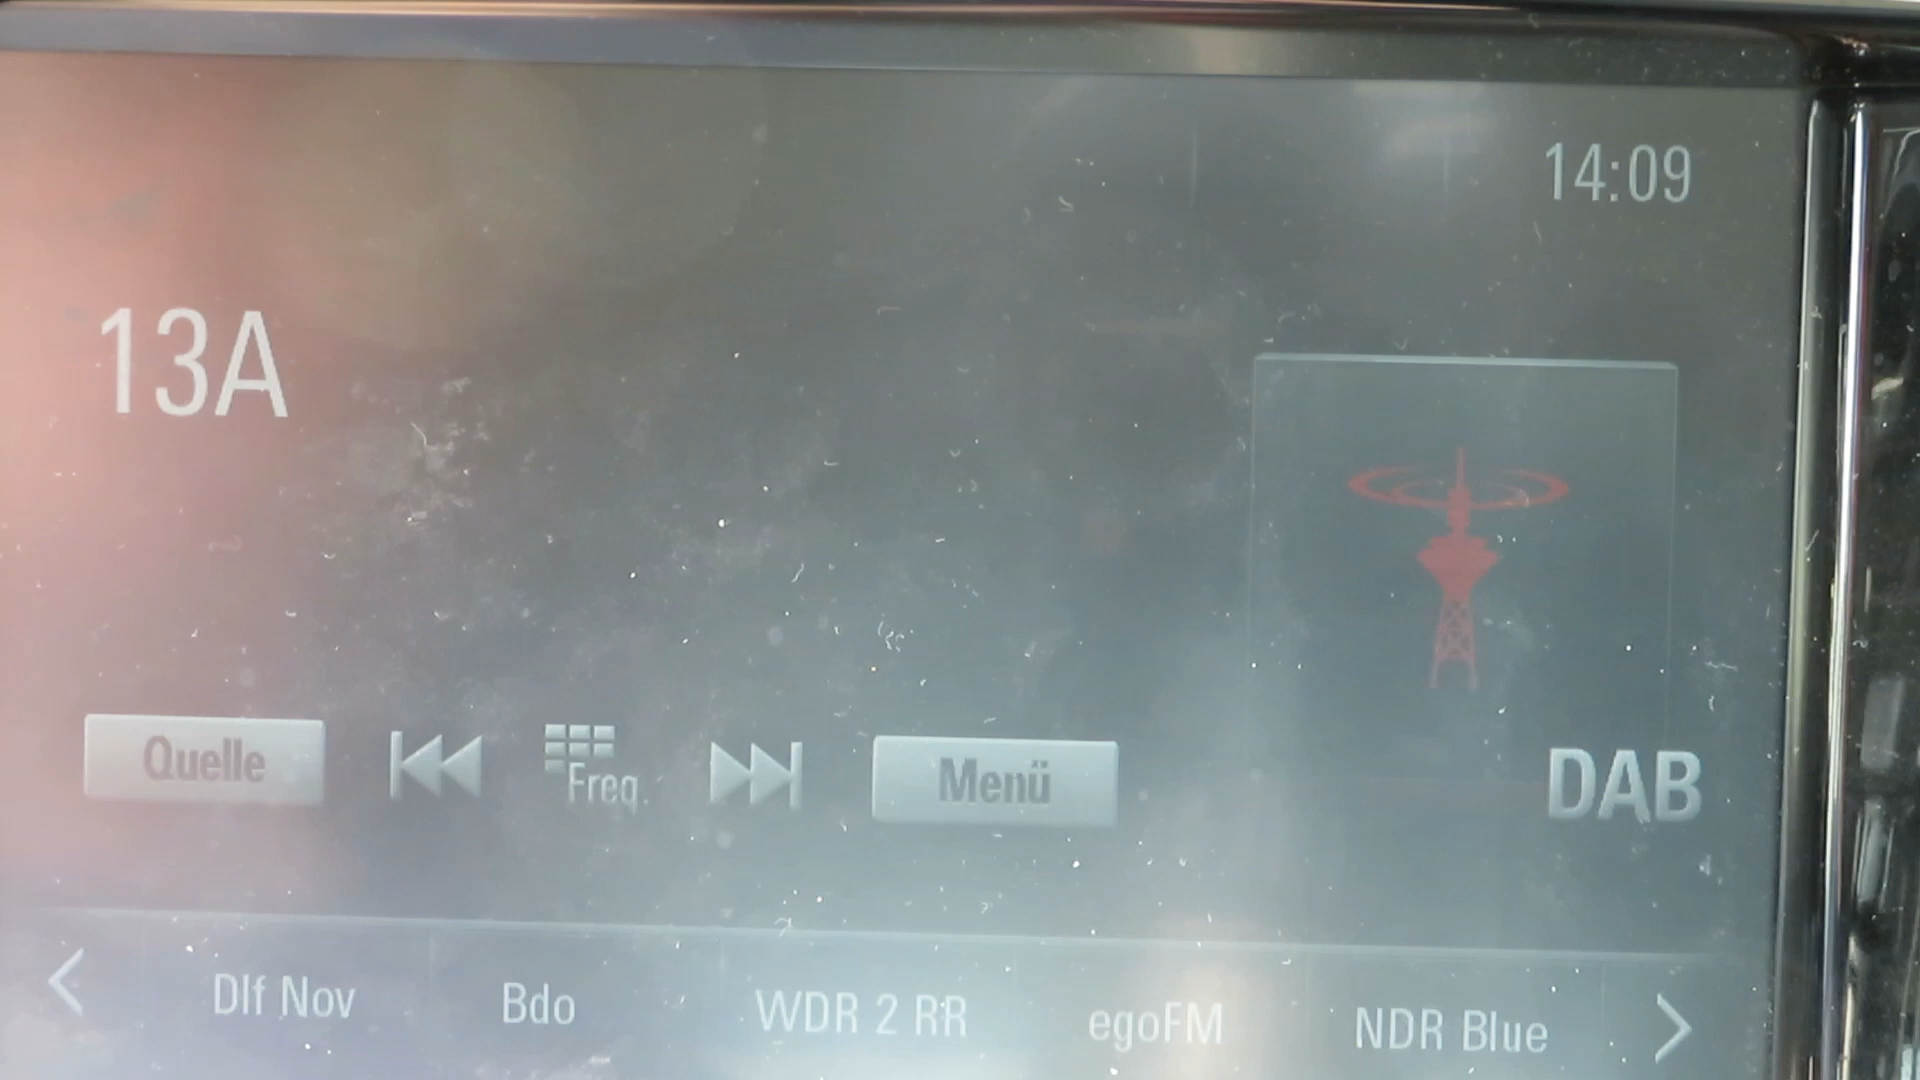 14:09
13A
Quelle
Freq.
Menü
DAB
Dlf Nov
Bdo
WDR 2 RR
egoFM
NDR Blue